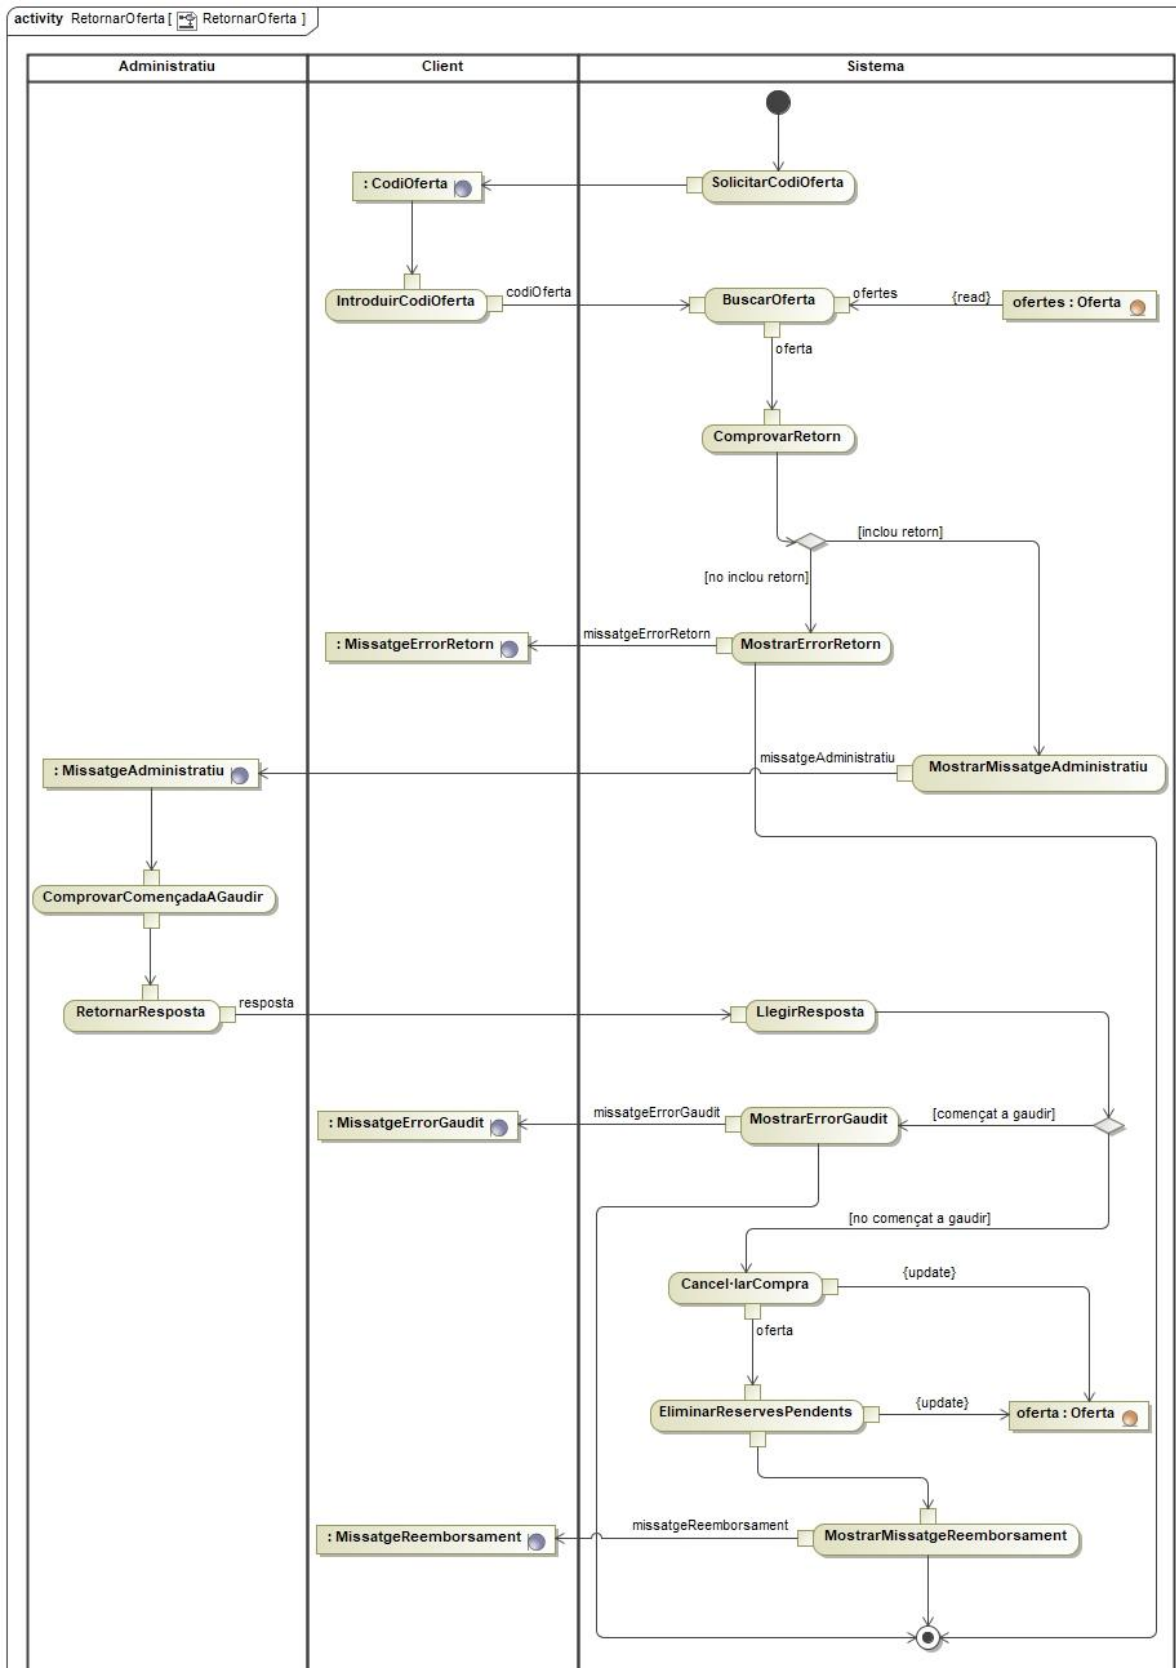 activity RetornarOferta [ RetornarOferta ]
Administratiu
Client
Sistema
: CodiOferta
SolicitarCodiOferta
IntroduirCodiOferta
codiOferta
BuscarOferta
ofertes
{read}
ofertes : Oferta
oferta
ComprovarRetorn
[inclou retorn]
[no inclou retorn]
: MissatgeErrorRetorn
missatgeErrorRetorn
MostrarErrorRetorn
: MissatgeAdministratiu
missatgeAdministratiu
MostrarMissatgeAdministratiu
ComprovarComençadaAGaudir
RetornarResposta
resposta
LlegirResposta
: MissatgeErrorGaudit
missatgeErrorGaudit
MostrarErrorGaudit
[començat a gaudir]
[no començat a gaudir]
Cancel·larCompra
{update}
oferta
EliminarReservesPendents
{update}
oferta : Oferta
: MissatgeReemborsament
missatgeReemborsament
MostrarMissatgeReemborsament